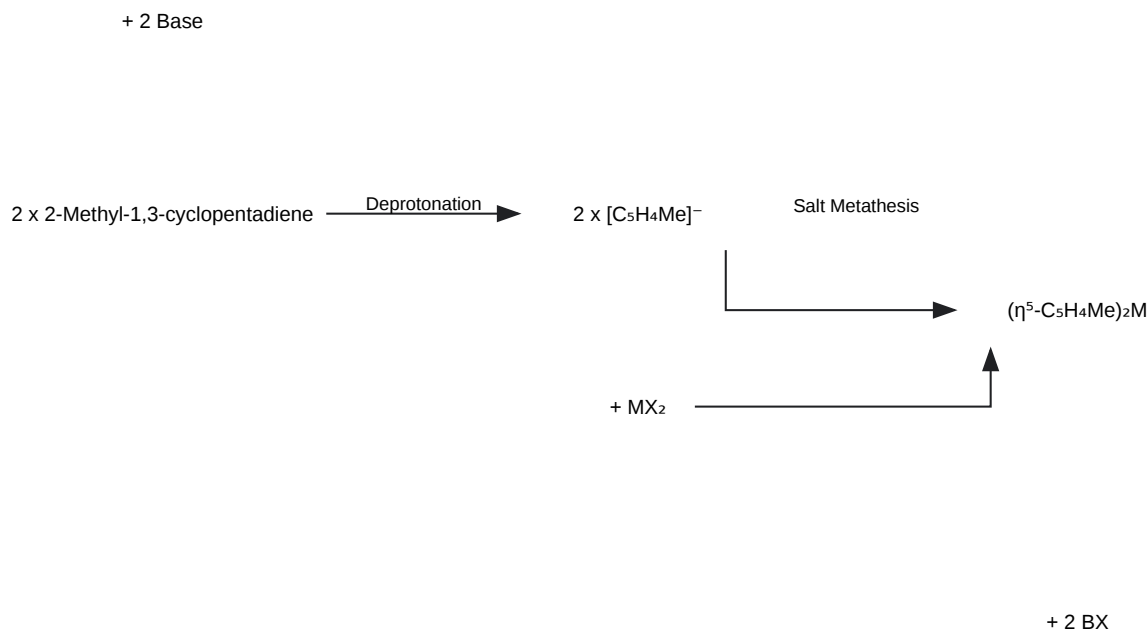 + 2 Base
2 x 2-Methyl-1,3-cyclopentadiene
Deprotonation
2 x [C₅H₄Me]⁻
Salt Metathesis
(η⁵-C₅H₄Me)₂M
+ MX₂
+ 2 BX